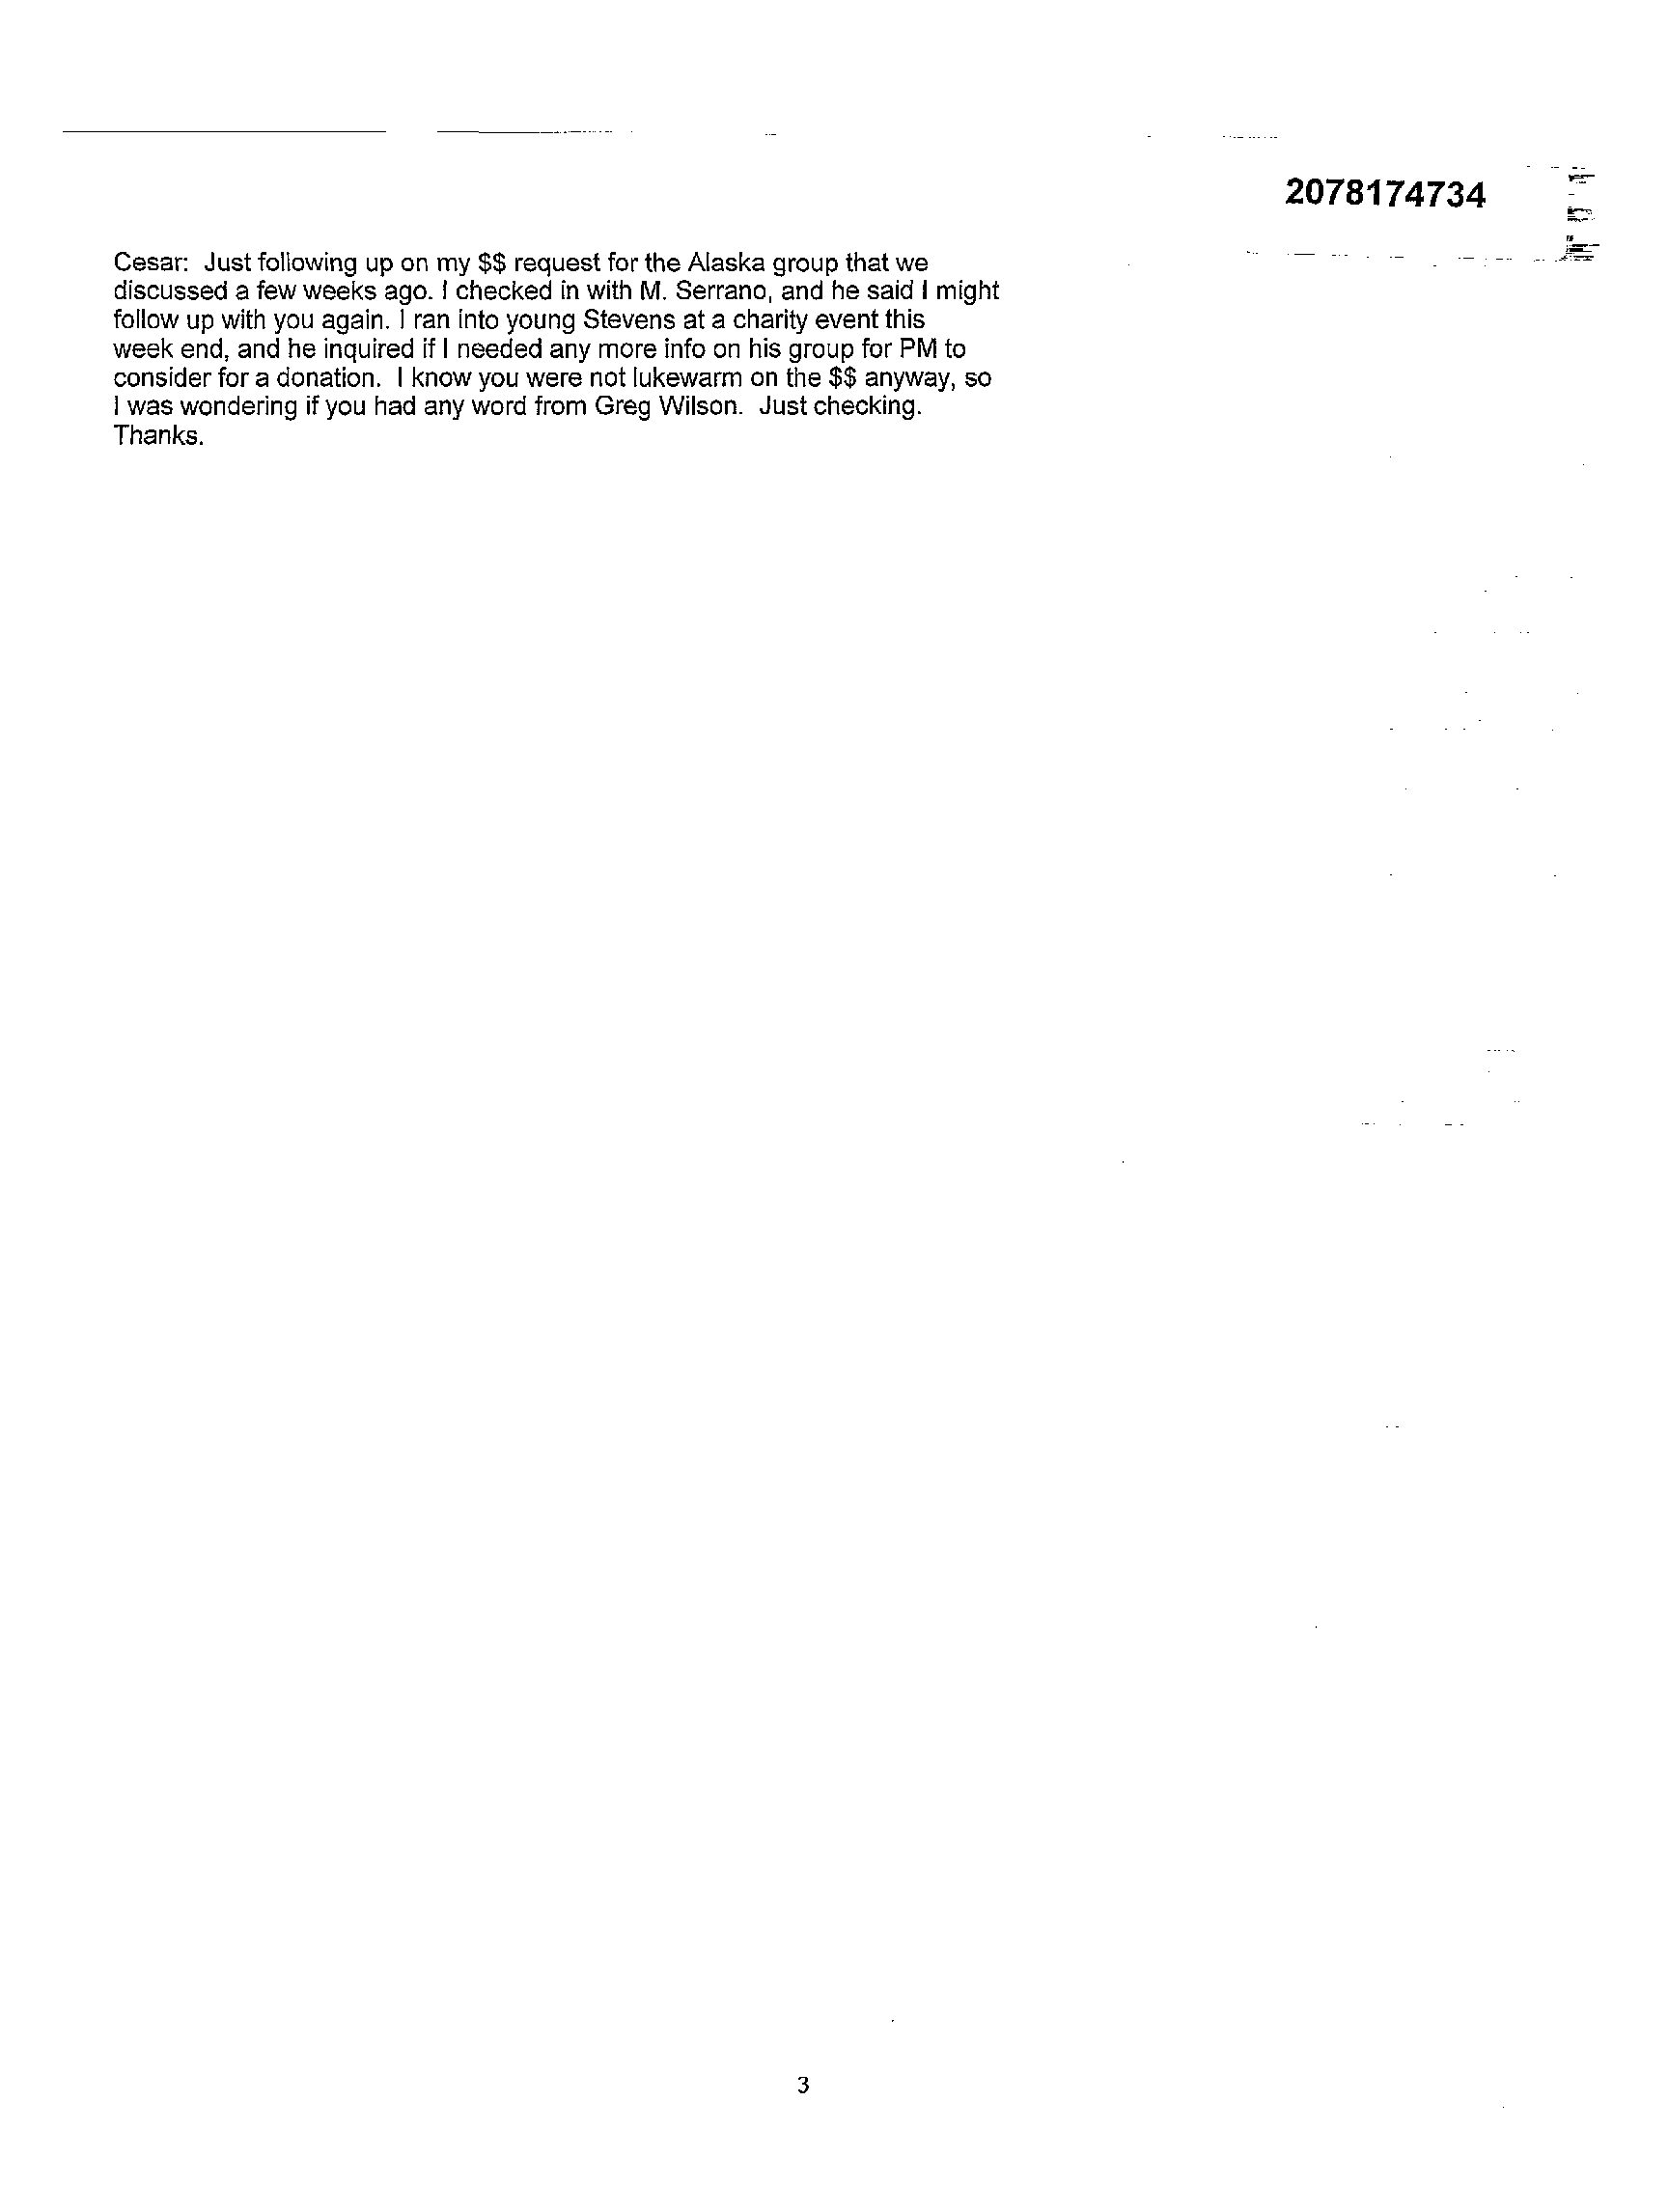 2078174734
Cesar:  Just following up on my $$ request for the Alaska group that we
discussed a few weeks ago. I checked in with M. Serrano, and he said I might
follow up with you again. I ran into young Stevens at a charity event this
week end, and he inquired if I needed any more info on his group for PM to
consider for a donation.  I know you were not lukewarm on the $$ anyway, so
I was wondering if you had any word from Greg Wilson.  Just checking.
Thanks.
3